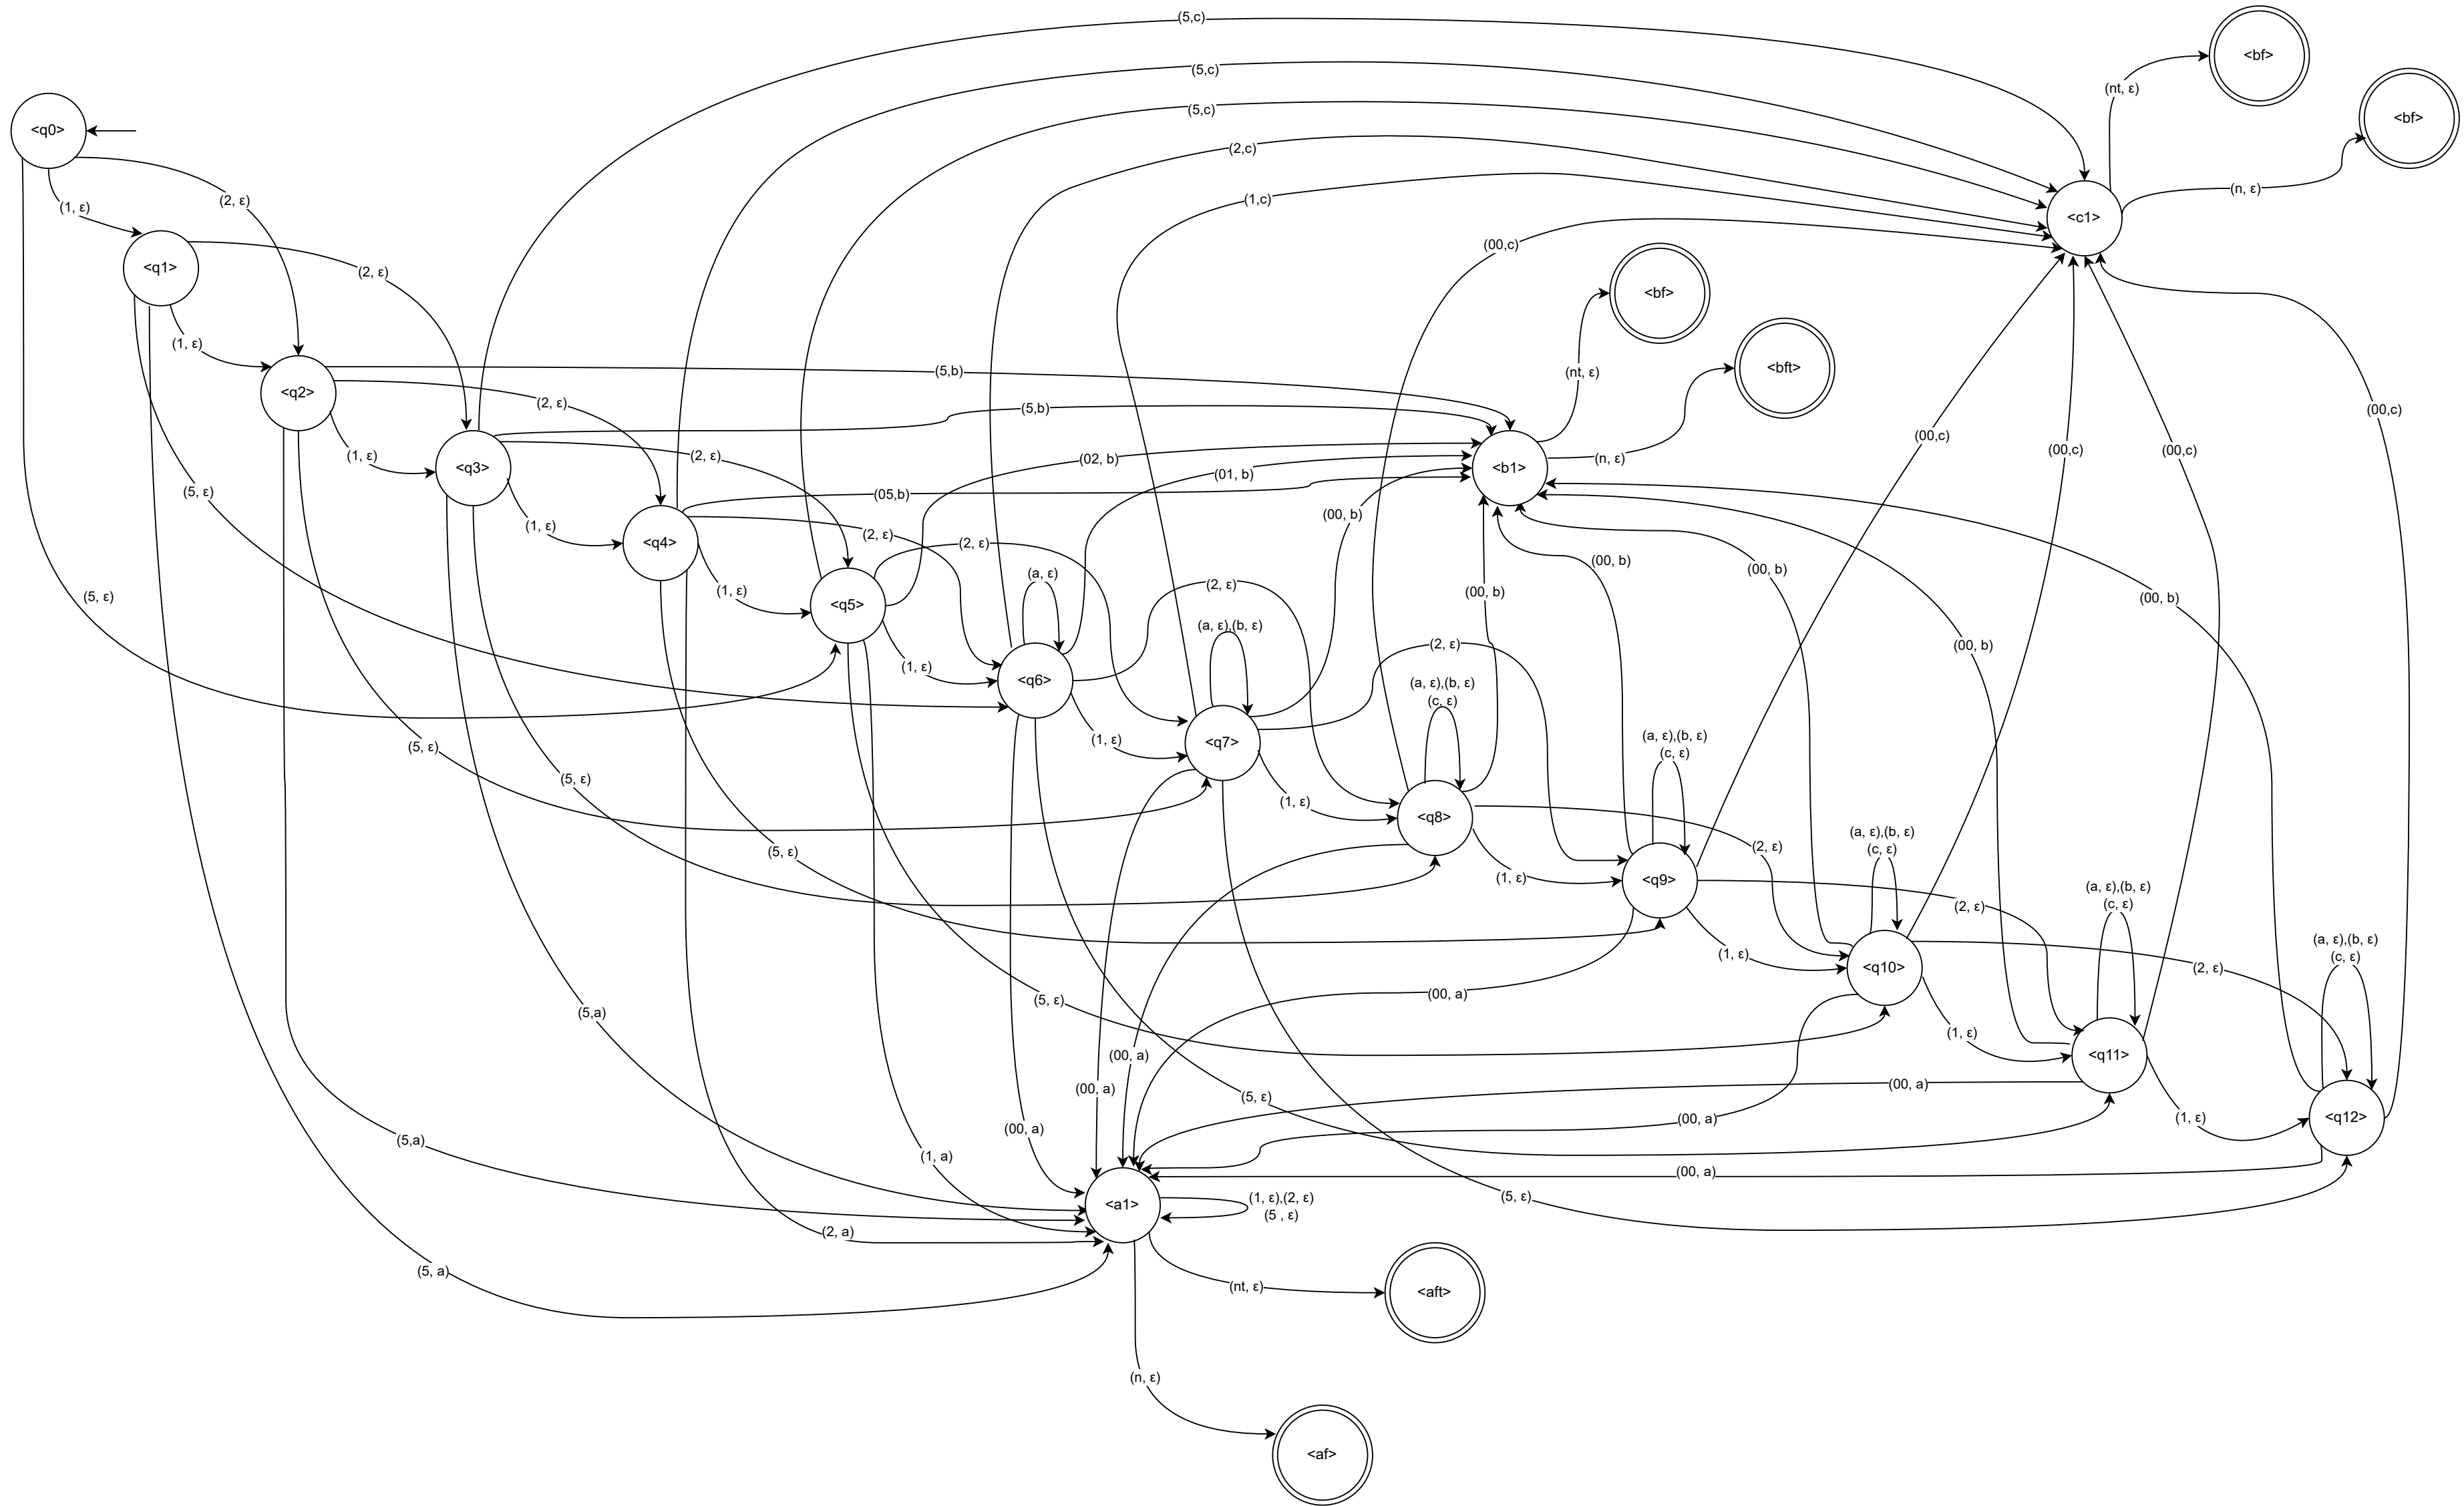 (5,c)
<bf>
(5,c)
(nt, ε)
(5,c)
<bf>
<q0>
(2,c)
(n, ε)
(2, ε)
(1,c)
(1, ε)
<c1>
(00,c)
<q1>
(2, ε)
<bf>
(1, ε)
(5,b)
(nt, ε)
<bft>
<q2>
(2, ε)
(5,b)
(00,c)
(00,c)
(1, ε)
(2, ε)
(02, b)
(n, ε)
(00,c)
(00,c)
<q3>
<b1>
(01, b)
(5, ε)
(05,b)
(00, b)
(1, ε)
(2, ε)
<q4>
(2, ε)
(00, b)
(00, b)
(a, ε)
(2, ε)
(00, b)
(1, ε)
(5, ε)
<q5>
(00, b)
(a, ε),(b, ε)
(2, ε)
(00, b)
(1, ε)
<q6>
(a, ε),(b, ε)
(c, ε)
(1, ε)
<q7>
(5, ε)
(a, ε),(b, ε)
(c, ε)
(5, ε)
(1, ε)
<q8>
(a, ε),(b, ε)
(c, ε)
(5, ε)
(2, ε)
(1, ε)
<q9>
(a, ε),(b, ε)
(c, ε)
(2, ε)
(1, ε)
<q10>
(2, ε)
(a, ε),(b, ε)
(c, ε)
(5, ε)
(00, a)
(5,a)
(1, ε)
(00, a)
<q11>
(00, a)
(00, a)
(5, ε)
(00, a)
(00, a)
(1, ε)
<q12>
(5,a)
(1, a)
(00, a)
<a1>
(1, ε),(2, ε)
(5 , ε)
(5, ε)
(2, a)
(5, a)
(nt, ε)
<aft>
(n, ε)
<af>